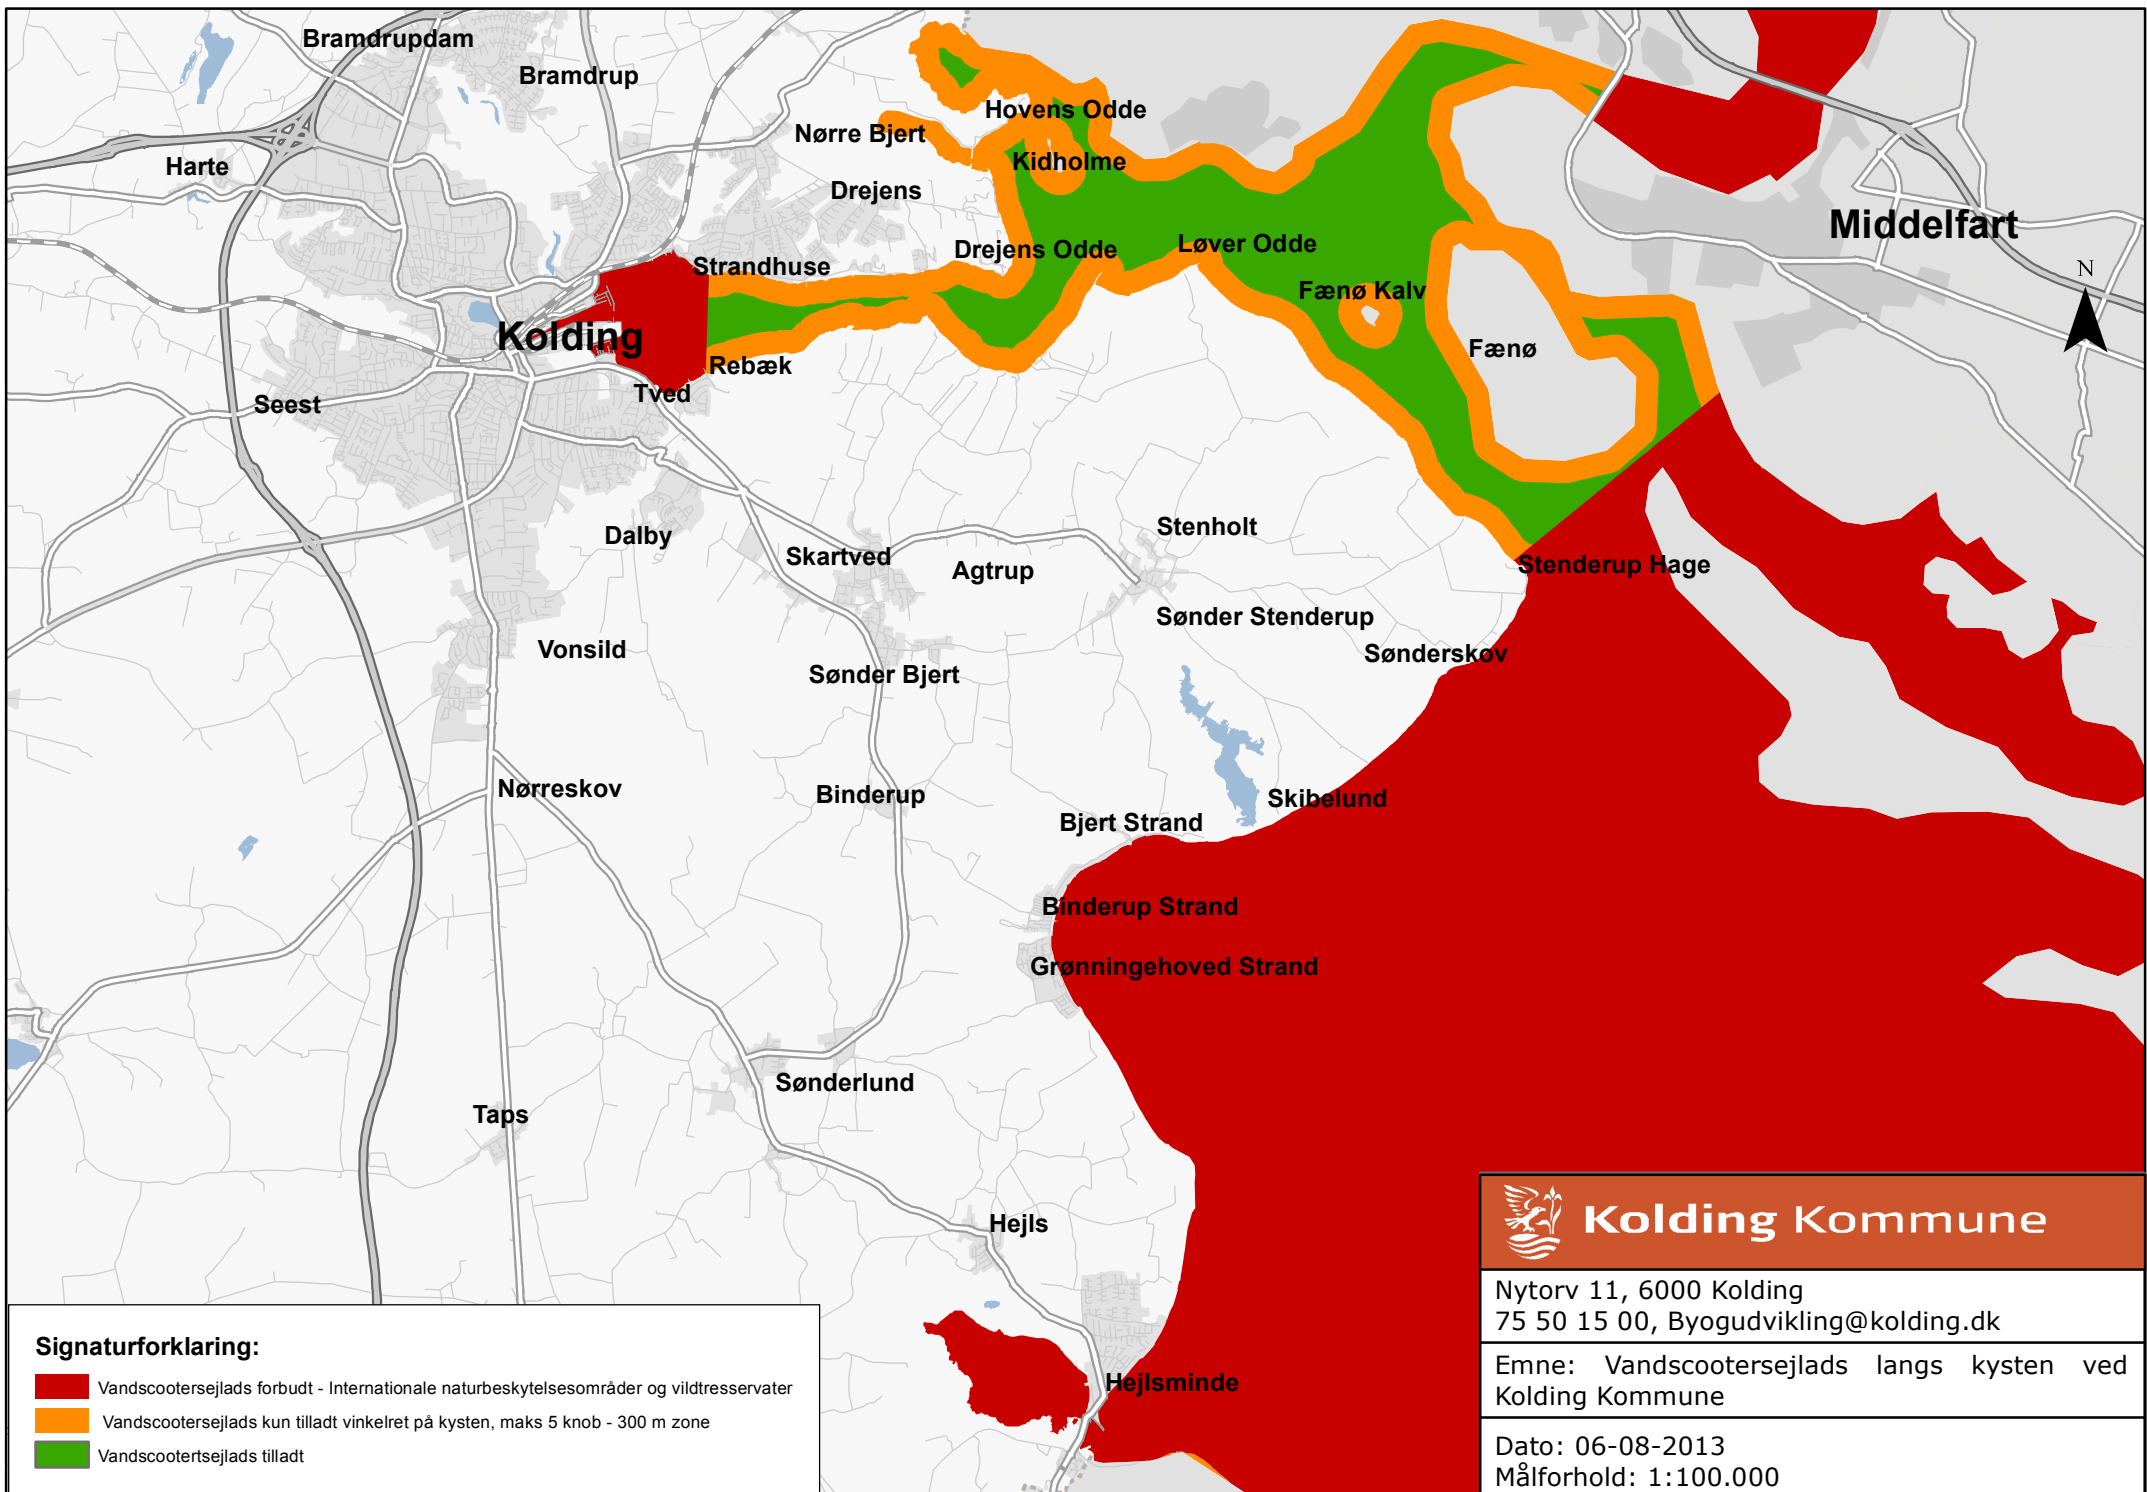 Bramdrupdam
Bramdrup
Hovens Odde
Nørre Bjert
Kidholme
Harte
Drejens
Middelfart
Drejens Odde
Løver Odde
Strandhuse
N
Fænø Kalv
Kolding
Fænø
Rebæk
Tved
Seest
Stenholt
Dalby
Skartved
Agtrup
Stenderup Hage
Sønder Stenderup
Vonsild
Sønderskov
Sønder Bjert
Nørreskov
Binderup
Skibelund
Bjert Strand
Binderup Strand
Grønningehoved Strand
Sønderlund
Taps
Hejls
Hejlsminde
Signaturforklaring:
Vandscootersejlads forbudt - Internationale naturbeskytelsesområder og vildtresservater
Vandscootersejlads kun tilladt vinkelret på kysten, maks 5 knob - 300 m zone
Vandscootertsejlads tilladt
Kolding Kommune
Nytorv 11, 6000 Kolding
75 50 15 00, Byogudvikling@kolding.dk
Emne: Vandscootersejlads langs kysten ved
Kolding Kommune
Dato: 06-08-2013
Målforhold: 1:100.000